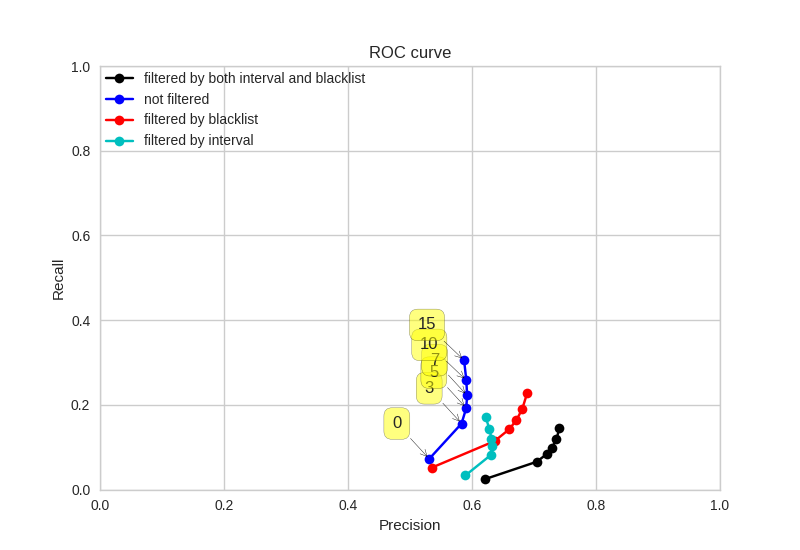 ROC curve
filtered by both interval and blacklist
not filtered
filtered by blacklist
filtered by interval
1.0
0.8
0.6
0.4
0.2
0.0
Recall
15
10
7
5
3
0
0.0 0.2 0.4 0.6 0.8 1.0
Precision